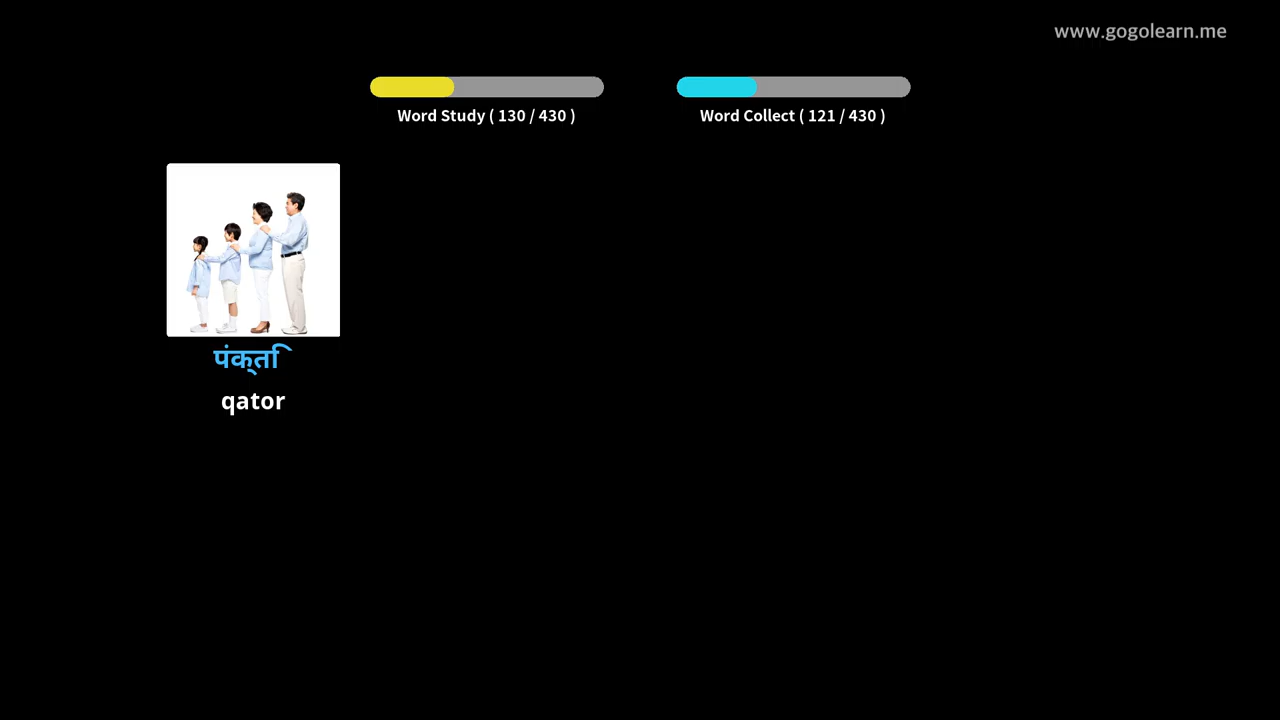 www.gogolearn.me
Word Study ( 130 / 430 )
Word Collect ( 121 / 430 )
पंक्ति
qator